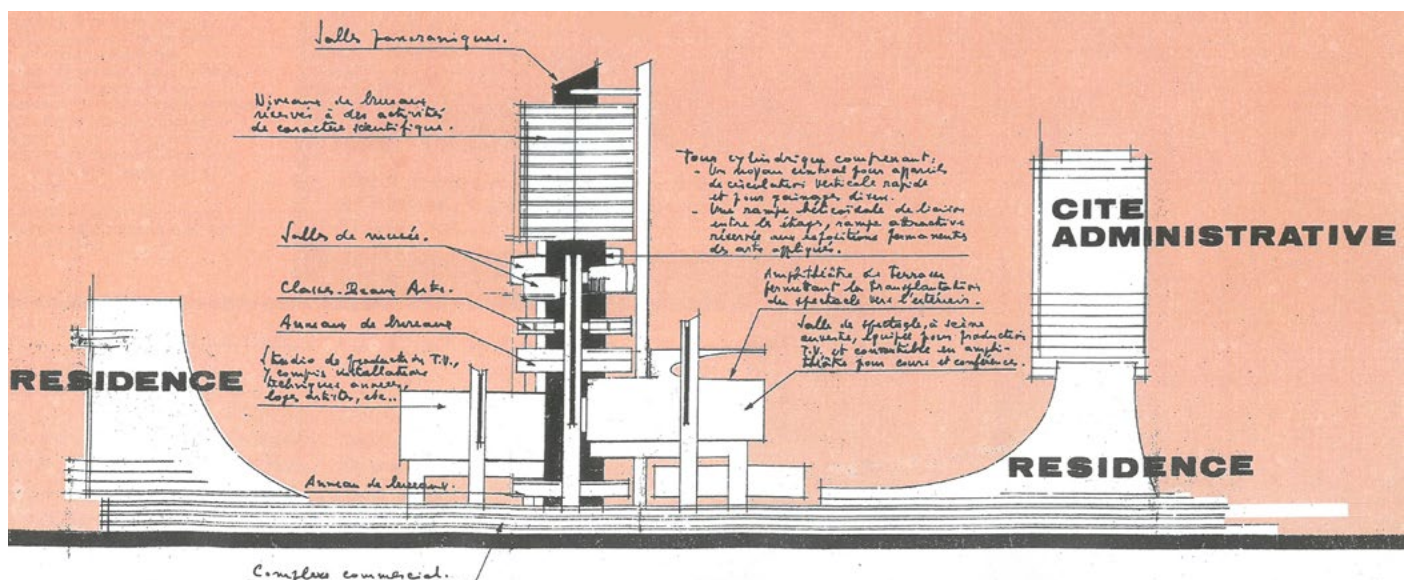 Salles panoramiques.
Niveaux de bureaux
réservés à des activités
de caractère scientifique.
Tour cylindrique comprenant:
- Un noyau central pour appareils
de circulation verticale rapide
et pour gainages divers.
- Une rampe hélicoïdale de liaison
entre les étages, rampe attractive
réservée aux expositions permanentes
des arts appliqués.
Salles de musée.
Classes-Beaux Arts.
Anneaux de bureaux
Studio de production T.V.,
y compris installations
techniques annexes,
loges artistes, etc..
Amphithéâtre de terrasse
permettant la transplantation
du spectacle vers l'extérieur.
Salle de spectacle, à scène
ouverte, équipée pour production
T.V. et convertible en amphi-
théâtre pour cours et conférences.
RESIDENCE
CITE
ADMINISTRATIVE
RESIDENCE
Anneau de bureaux.
Complexe commercial.